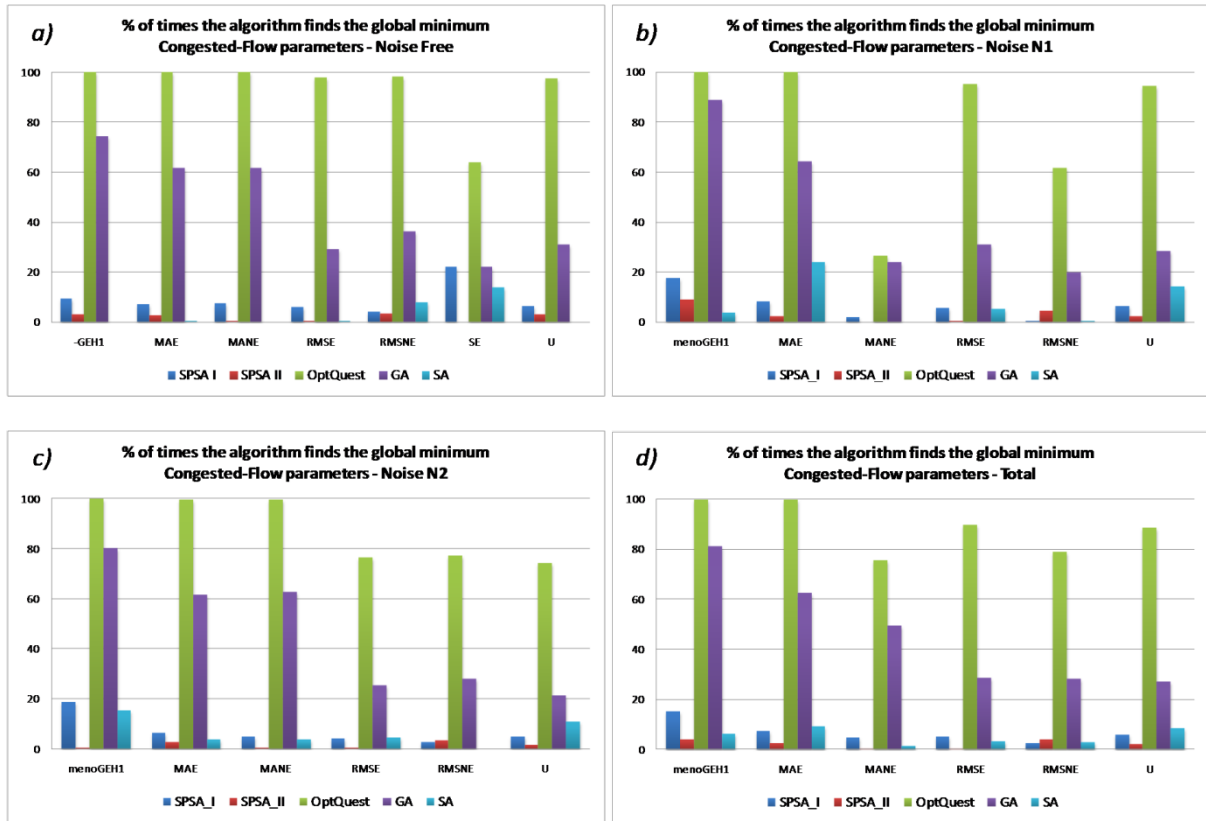 a)
% of times the algorithm finds the global minimum
Congested-Flow parameters - Noise Free
100
80
60
40
20
0
-GEH1 MAE MANE RMSE RMSNE SE U
SPSA I SPSA II OptQuest GA SA
b)
% of times the algorithm finds the global minimum
Congested-Flow parameters - Noise N1
100
80
60
40
20
0
menoGEH1 MAE MANE RMSE RMSNE U
SPSA_I SPSA_II OptQuest GA SA
c)
% of times the algorithm finds the global minimum
Congested-Flow parameters - Noise N2
100
80
60
40
20
0
menoGEH1 MAE MANE RMSE RMSNE U
SPSA_I SPSA_II OptQuest GA SA
d)
% of times the algorithm finds the global minimum
Congested-Flow parameters - Total
100
80
60
40
20
0
menoGEH1 MAE MANE RMSE RMSNE U
SPSA_I SPSA_II OptQuest GA SA